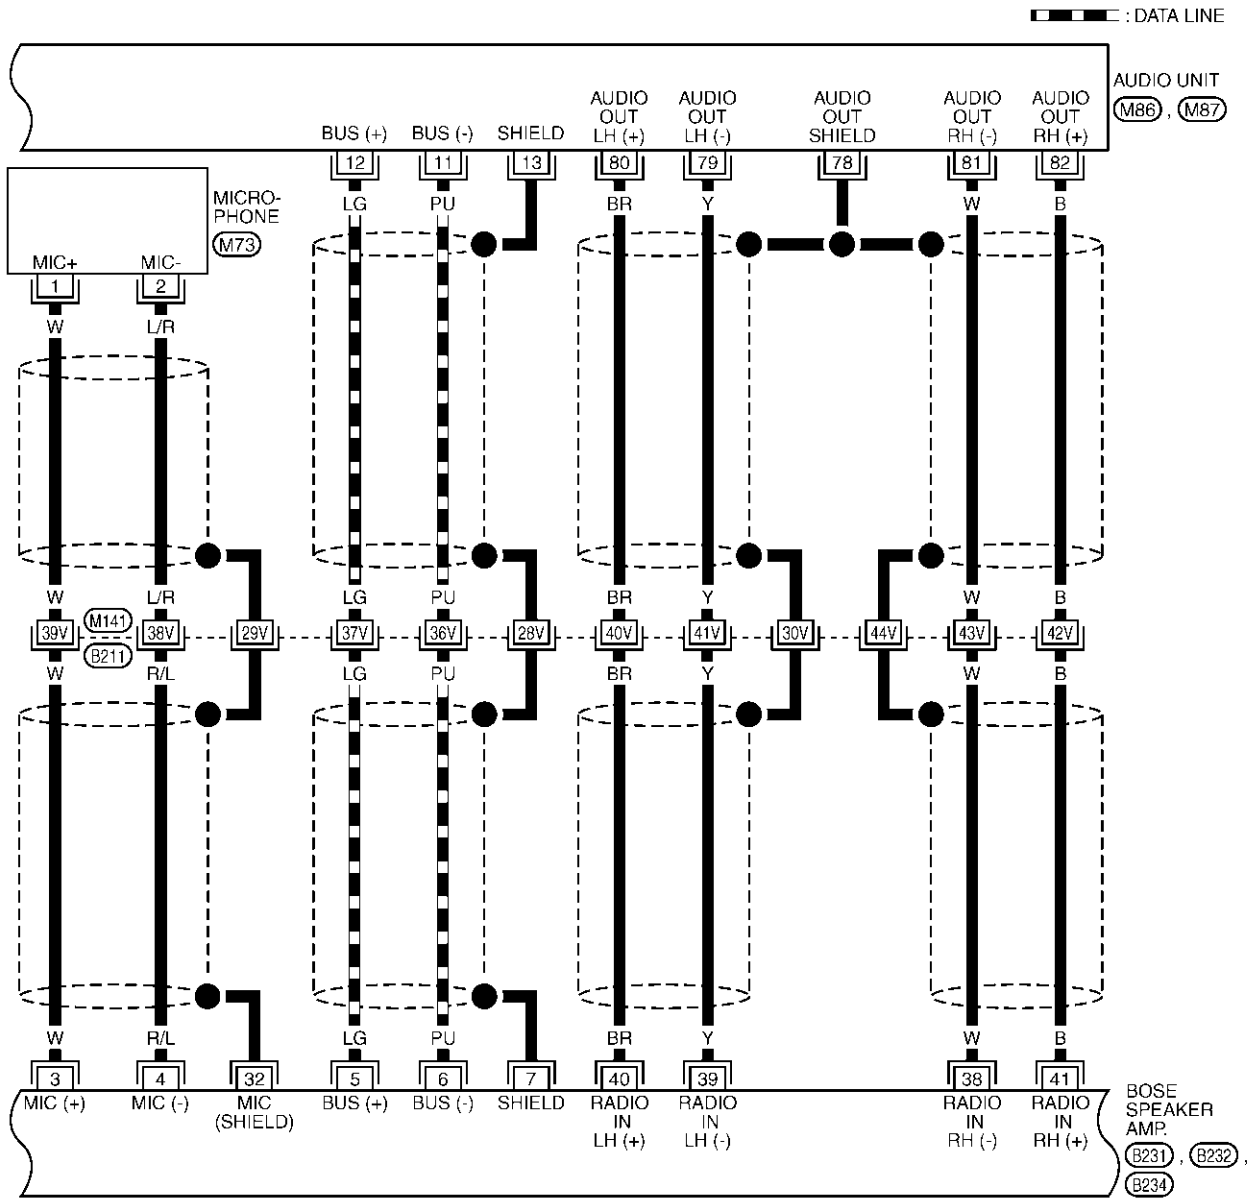 : DATA LINE
AUDIO UNIT
M86 , M87
BUS (+) BUS (-) SHIELD AUDIO OUT LH (+) AUDIO OUT LH (-) AUDIO OUT SHIELD AUDIO OUT RH (-) AUDIO OUT RH (+)
12 11 13 80 79 78 81 82
LG PU BR Y W B
MICRO-
PHONE
M73
MIC+ MIC-
1 2
W L/R
W L/R LG PU BR Y W B
M141
39V 38V 29V 37V 36V 28V 40V 41V 30V 44V 43V 42V
B211
W R/L LG PU BR Y W B
W R/L LG PU BR Y W B
3 4 32 5 6 7 40 39 38 41
MIC (+) MIC (-) MIC (SHIELD) BUS (+) BUS (-) SHIELD RADIO IN LH (+) RADIO IN LH (-) RADIO IN RH (-) RADIO IN RH (+)
BOSE
SPEAKER
AMP.
B231 , B232 ,
B234